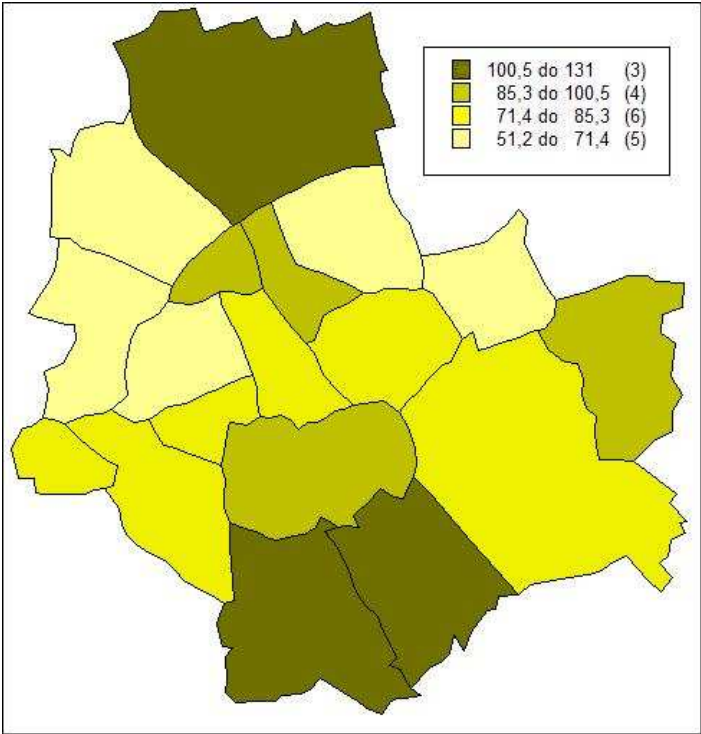 100,5 do 131 (3)
85,3 do 100,5 (4)
71,4 do 85,3 (6)
51,2 do 71,4 (5)